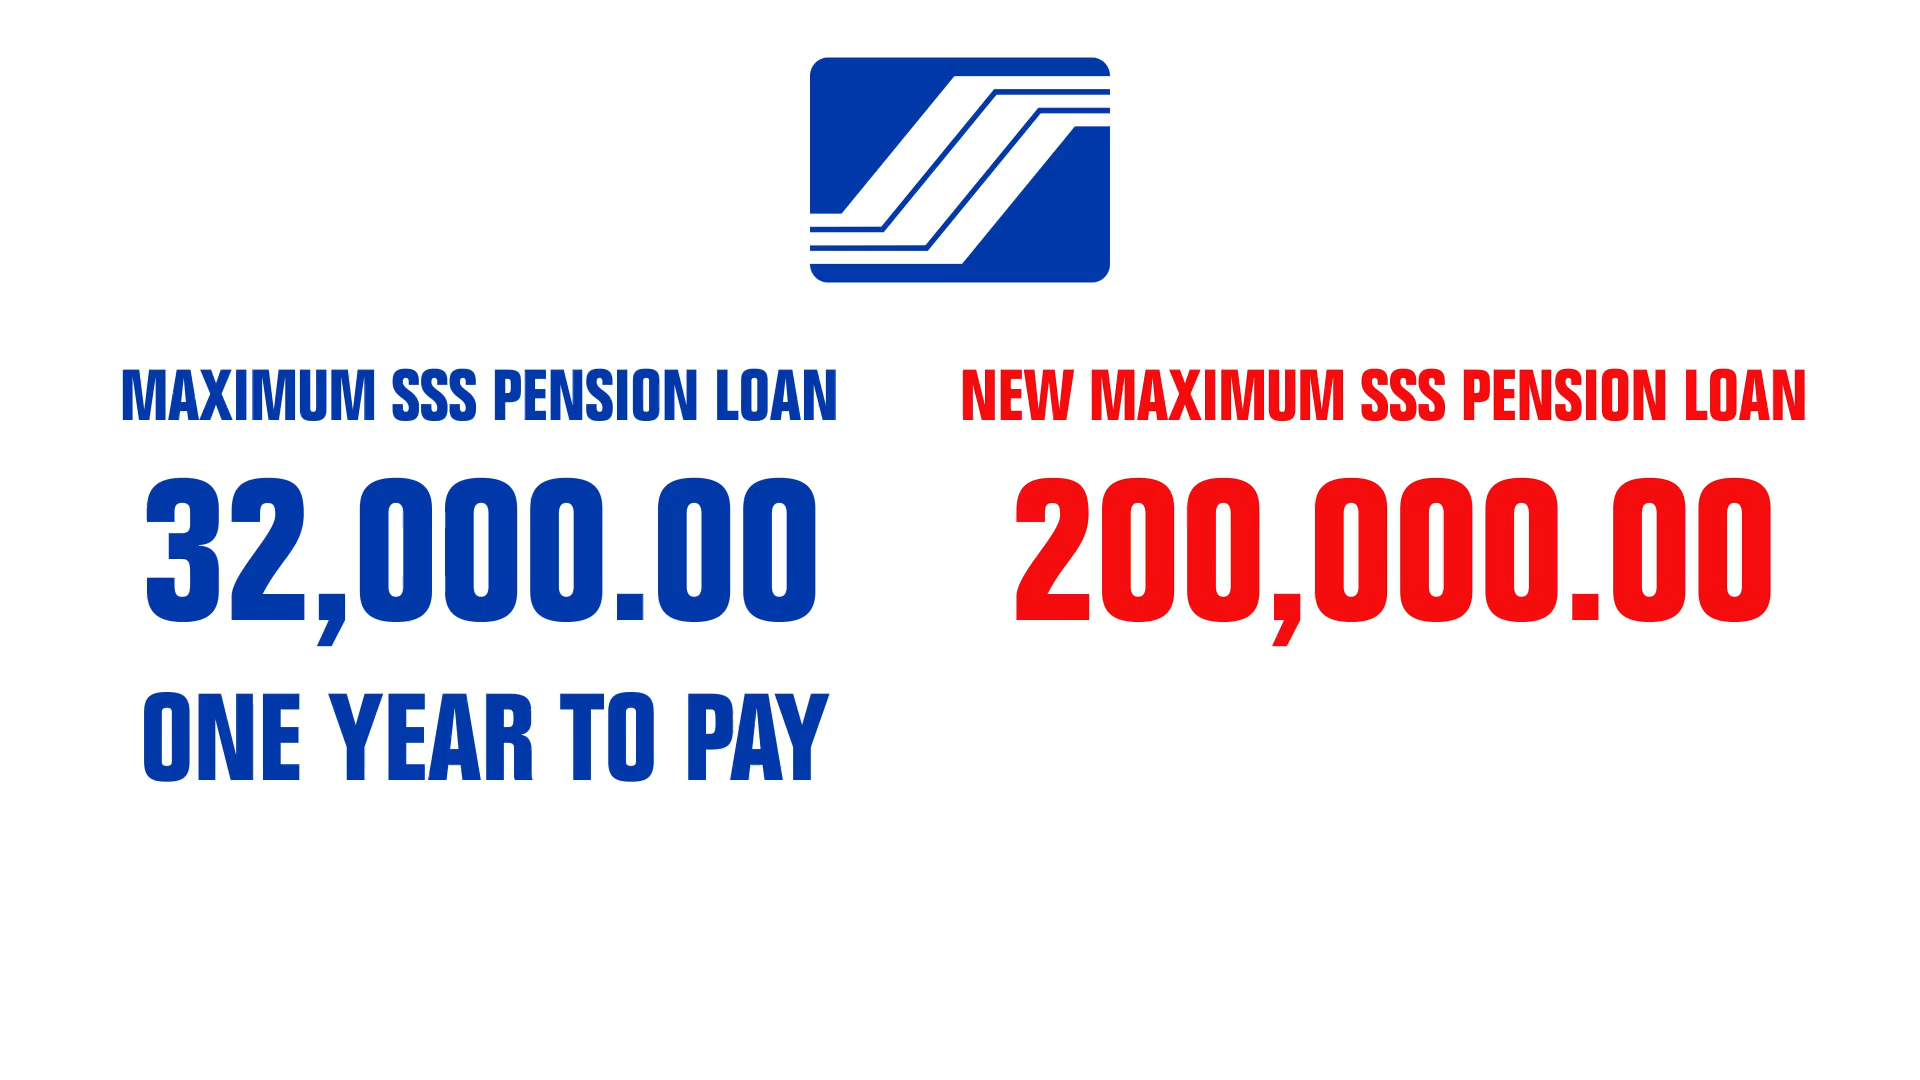 MAXIMUM SSS PENSION LOAN
32,000.00
ONE YEAR TO PAY
NEW MAXIMUM SSS PENSION LOAN
200,000.00